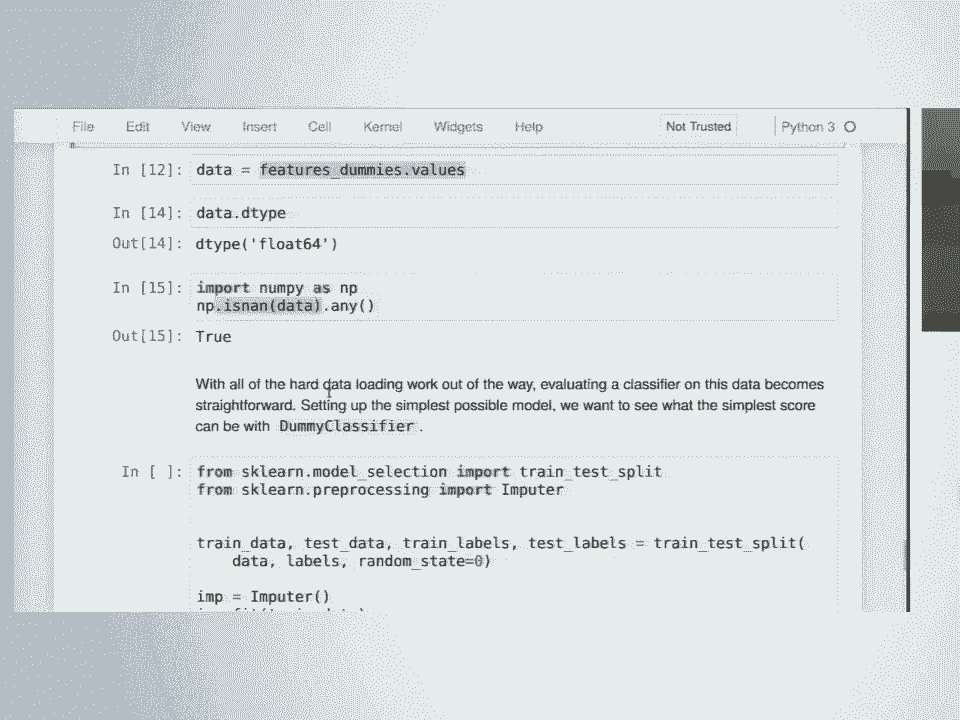 File Edit View Insert Cell Kernel Widgets Help Not Trusted Python 3
In [12]: data = features_dummies.values
In [14]: data.dtype
Out[14]: dtype('float64')
In [15]: import numpy as np
np.isnan(data).any()
Out[15]: True
With all of the hard data loading work out of the way, evaluating a classifier on this data becomes
straightforward. Setting up the simplest possible model, we want to see what the simplest score
can be with DummyClassifier .
In [ ]: from sklearn.model_selection import train_test_split
from sklearn.preprocessing import Imputer
train_data, test_data, train_labels, test_labels = train_test_split(
data, labels, random_state=0)
imp = Imputer()